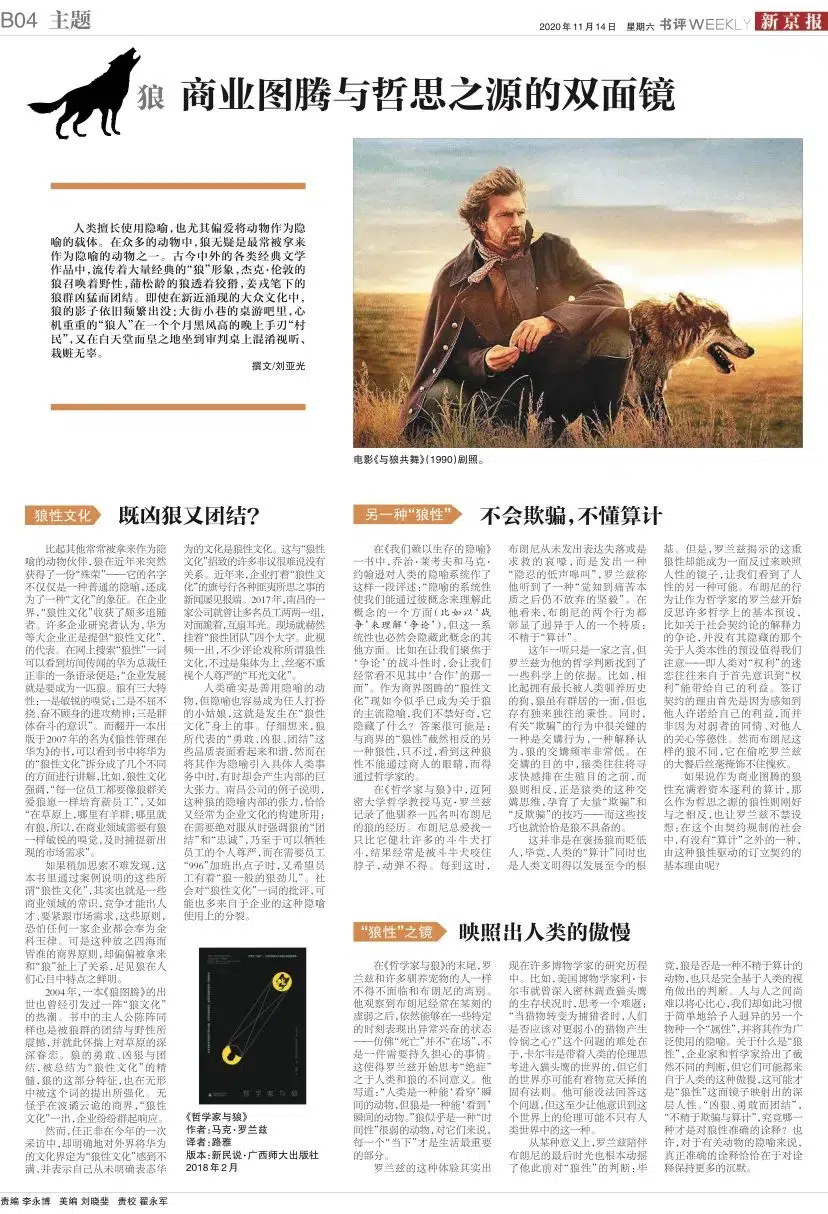 B04 主题
2020年11月14日 星期六 书评WEEKLY 新京报
狼 商业图腾与哲思之源的双面镜
人类擅长使用隐喻,也尤其偏爱将动物作为隐
喻的载体。在众多的动物中,狼无疑是最常被拿来
作为隐喻的动物之一。古今中外的各类经典文学
作品中,流传着大量经典的“狼”形象,杰克·伦敦的
狼召唤着野性,蒲松龄的狼透着狡猾,姜戎笔下的
狼群凶猛而团结。即使在新近涌现的大众文化中,
狼的影子依旧频繁出没:大街小巷的桌游吧里,心
机重重的“狼人”在一个个月黑风高的晚上手刃“村
民”,又在白天堂而皇之地坐到审判桌上混淆视听、
栽赃无辜。
撰文/刘亚光
电影《与狼共舞》(1990)剧照。
狼性文化 既凶狠又团结?
比起其他常常被拿来作为隐
喻的动物伙伴,狼在近年来突然
获得了一份“殊荣”——它的名字
不仅仅是一种普通的隐喻,还成
为了一种“文化”的象征。在企业
界,“狼性文化”收获了颇多追随
者。许多企业研究者认为,华为
等大企业正是提倡“狼性文化”,
的代表。在网上搜索“狼性”一词
可以看到坊间传闻的华为总裁任
正非的一条语录便是:“企业发展
就是要成为一匹狼。狼有三大特
性:一是敏锐的嗅觉;二是不屈不
挠、奋不顾身的进攻精神;三是群
体奋斗的意识”。而翻开一本出
版于2007年的名为《狼性管理在
华为》的书,可以看到书中将华为
的“狼性文化”拆分成了几个不同
的方面进行讲解,比如,狼性文化
强调,“每一位员工都要像狼群关
爱狼崽一样培育新员工”,又如
“在草原上,哪里有羊群,哪里就
有狼,所以,在商业领域需要有狼
一样敏锐的嗅觉,及时捕捉新出
现的市场需求”。
如果稍加思索不难发现,这
本书里通过案例说明的这些所
谓“狼性文化”,其实也就是一些
商业领域的常识,竞争才能出人
才、要紧跟市场需求,这些原则,
恐怕任何一家企业都会奉为金
科玉律。可是这种放之四海而
皆准的商界原则,却偏偏被拿来
和“狼”扯上了关系,足见狼在人
们心目中特点之鲜明。
2004年,一本《狼图腾》的出
世也曾经引发过一阵“狼文化”
的热潮。书中的主人公陈阵同
样也是被狼群的团结与野性所
震撼,并就此怀揣上对草原的深
深眷恋。狼的勇敢、凶狠与团
结,被总结为“狼性文化”的精
髓,狼的这部分特征,也在无形
中被这个词的提出所强化。无
怪乎在波谲云诡的商界,“狼性
文化”一出,企业纷纷群起响应。
然而,任正非在今年的一次
采访中,却明确地对外界将华为
的文化界定为“狼性文化”感到不
满,并表示自己从未明确表态华
为的文化是狼性文化。这与“狼性
文化”招致的许多非议很难说没有
关系。近年来,企业打着“狼性文
化”的旗号行各种匪夷所思之事的
新闻屡见报端。2017年,南昌的一
家公司就曾让多名员工两两一组,
对面跪着,互扇耳光。现场就赫然
挂着“狼性团队”四个大字。此视
频一出,不少评论戏称所谓狼性
文化,不过是集体为上、丝毫不重
视个人尊严的“耳光文化”。
人类确实是善用隐喻的动
物,但隐喻也容易成为任人打扮
的小姑娘,这就是发生在“狼性
文化”身上的事。仔细想来,狼
所代表的“勇敢、凶狠、团结”这
些品质表面看起来和谐,然而在
将其作为隐喻引入具体人类事
务中时,有时却会产生内部的巨
大张力。南昌公司的例子说明,
这种狼的隐喻内部的张力,恰恰
又经常为企业文化的构建所用:
在需要绝对服从时强调狼的“团
结”和“忠诚”,乃至于可以牺牲
员工的个人尊严,而在需要员工
“996”加班出点子时,又希望员
工有着“狼一般的狠劲儿”。社
会对“狼性文化”一词的批评,可
能也多来自于企业的这种隐喻
使用上的分裂。
哲学家与狼
《哲学家与狼》
作者:马克·罗兰兹
译者:路雅
版本:新民说·广西师大出版社
2018年2月
另一种“狼性” 不会欺骗,不懂算计
在《我们赖以生存的隐喻》
一书中,乔治·莱考夫和马克·
约翰逊对人类的隐喻系统作了
这样一段评述:“隐喻的系统性
使我们能通过彼概念来理解此
概念的一个方面(比如以‘战
争’来理解‘争论’),但这一系
统性也必然会隐藏此概念的其
他方面。比如在让我们聚焦于
‘争论’的战斗性时,会让我们
经常看不见其中‘合作’的那一
面”。作为商界图腾的“狼性文
化”现如今似乎已成为关于狼
的主流隐喻,我们不禁好奇,它
隐藏了什么?答案很可能是:
与商界的“狼性”截然相反的另
一种狼性,只不过,看到这种狼
性不能通过商人的眼睛,而得
通过哲学家的。
在《哲学家与狼》中,迈阿
密大学哲学教授马克·罗兰兹
记录了他驯养一匹名叫布朗尼
的狼的经历。布朗尼总爱找一
只比它健壮许多的斗牛犬打
斗,结果经常是被斗牛犬咬住
脖子,动弹不得。每到这时,
布朗尼从未发出表达失落或是
求救的哀嚎,而是发出一种
“隐忍的低声嗥叫”,罗兰兹称
他听到了一种“觉知到痛苦本
质之后仍不放弃的坚毅”。在
他看来,布朗尼的两个行为都
彰显了迥异于人的一个特质:
不精于“算计”。
这乍一听只是一家之言,但
罗兰兹为他的哲学判断找到了
一些科学上的依据。比如,相
比起拥有最长被人类驯养历史
的狗,狼虽有群居的一面,但也
存有独来独往的秉性。同时,
有关“欺骗”的行为中很关键的
一种是交媾行为,一种解释认
为,狼的交媾频率非常低。在
交媾的目的中,猿类往往将寻
求快感排在生殖目的之前,而
狼则相反,正是猿类的这种交
媾思维,孕育了大量“欺骗”和
“反欺骗”的技巧——而这些技
巧也就恰恰是狼不具备的。
这并非是在褒扬狼而贬低
人,毕竟,人类的“算计”同时也
是人类文明得以发展至今的根
基。但是,罗兰兹揭示的这重
狼性却能成为一面反过来映照
人性的镜子,让我们看到了人
性的另一种可能。布朗尼的行
为让作为哲学家的罗兰兹开始
反思许多哲学上的基本预设,
比如关于社会契约论的解释力
的争论,并没有其隐藏的那个
关于人类本性的预设值得我们
注意——即人类对“权利”的迷
恋往往来自于首先意识到“权
利”能带给自己的利益。签订
契约的理由首先是因为感知到
他人许诺给自己的利益,而并
非因为对弱者的同情、对他人
的关心等德性。然而布朗尼这
样的狼不同,它在偷吃罗兰兹
的大餐后丝毫掩饰不住愧疚。
如果说作为商业图腾的狼
性充满着资本逐利的算计,那
么作为哲思之源的狼性则刚好
与之相反,也让罗兰兹不禁设
想:在这个由契约规制的社会
中,有没有“算计”之外的一种,
由这种狼性驱动的订立契约的
基本理由呢?
“狼性”之镜 映照出人类的傲慢
在《哲学家与狼》的末尾,罗
兰兹和许多驯养宠物的人一样
不得不面临和布朗尼的离别。
他观察到布朗尼经常在某刻的
虚弱之后,依然能够在一些特定
的时刻表现出异常兴奋的状态
——仿佛“死亡”并不“在场”,不
是一件需要持久担心的事情。
这使得罗兰兹开始思考“绝症”
之于人类和狼的不同意义。他
写道:“人类是一种能‘看穿’瞬
间的动物,但狼是一种能‘看到’
瞬间的动物。”狼似乎是一种“时
间性”很弱的动物,对它们来说,
每一个“当下”才是生活最重要
的部分。
罗兰兹的这种体验其实出
现在许多博物学家的研究历程
中。比如,美国博物学家利·卡
尔韦就曾深入密林调查猫头鹰
的生存状况时,思考一个难题:
“当猎物转变为捕猎者时,人们
是否应该对更弱小的猎物产生
怜悯之心?”这个问题的难处在
于,卡尔韦是带着人类的伦理思
考进入猫头鹰的世界的,但它们
的世界亦可能有着物竞天择的
固有法则。他可能没法回答这
个问题,但这至少让他意识到这
个世界上的伦理可能不只有人
类世界中的这一种。
从某种意义上,罗兰兹陪伴
布朗尼的最后时光也根本动摇
了他此前对“狼性”的判断:毕
竟,狼是否是一种不精于算计的
动物,也只是完全基于人类的视
角做出的判断。人与人之间尚
难以将心比心,我们却如此习惯
于简单地给予人迥异的另一个
物种一个“属性”,并将其作为广
泛使用的隐喻。关于什么是“狼
性”,企业家和哲学家给出了截
然不同的判断,但它们可能都来
自于人类的这种傲慢,这可能才
是“狼性”这面镜子映射出的深
层人性。“凶狠、勇敢而团结”,
“不精于欺骗与算计”,究竟哪一
种才是对狼性准确的诠释?也
许,对于有关动物的隐喻来说,
真正准确的诠释恰恰在于对诠
释保持更多的沉默。
责编 李永博 美编 刘晓斐 责校 翟永军